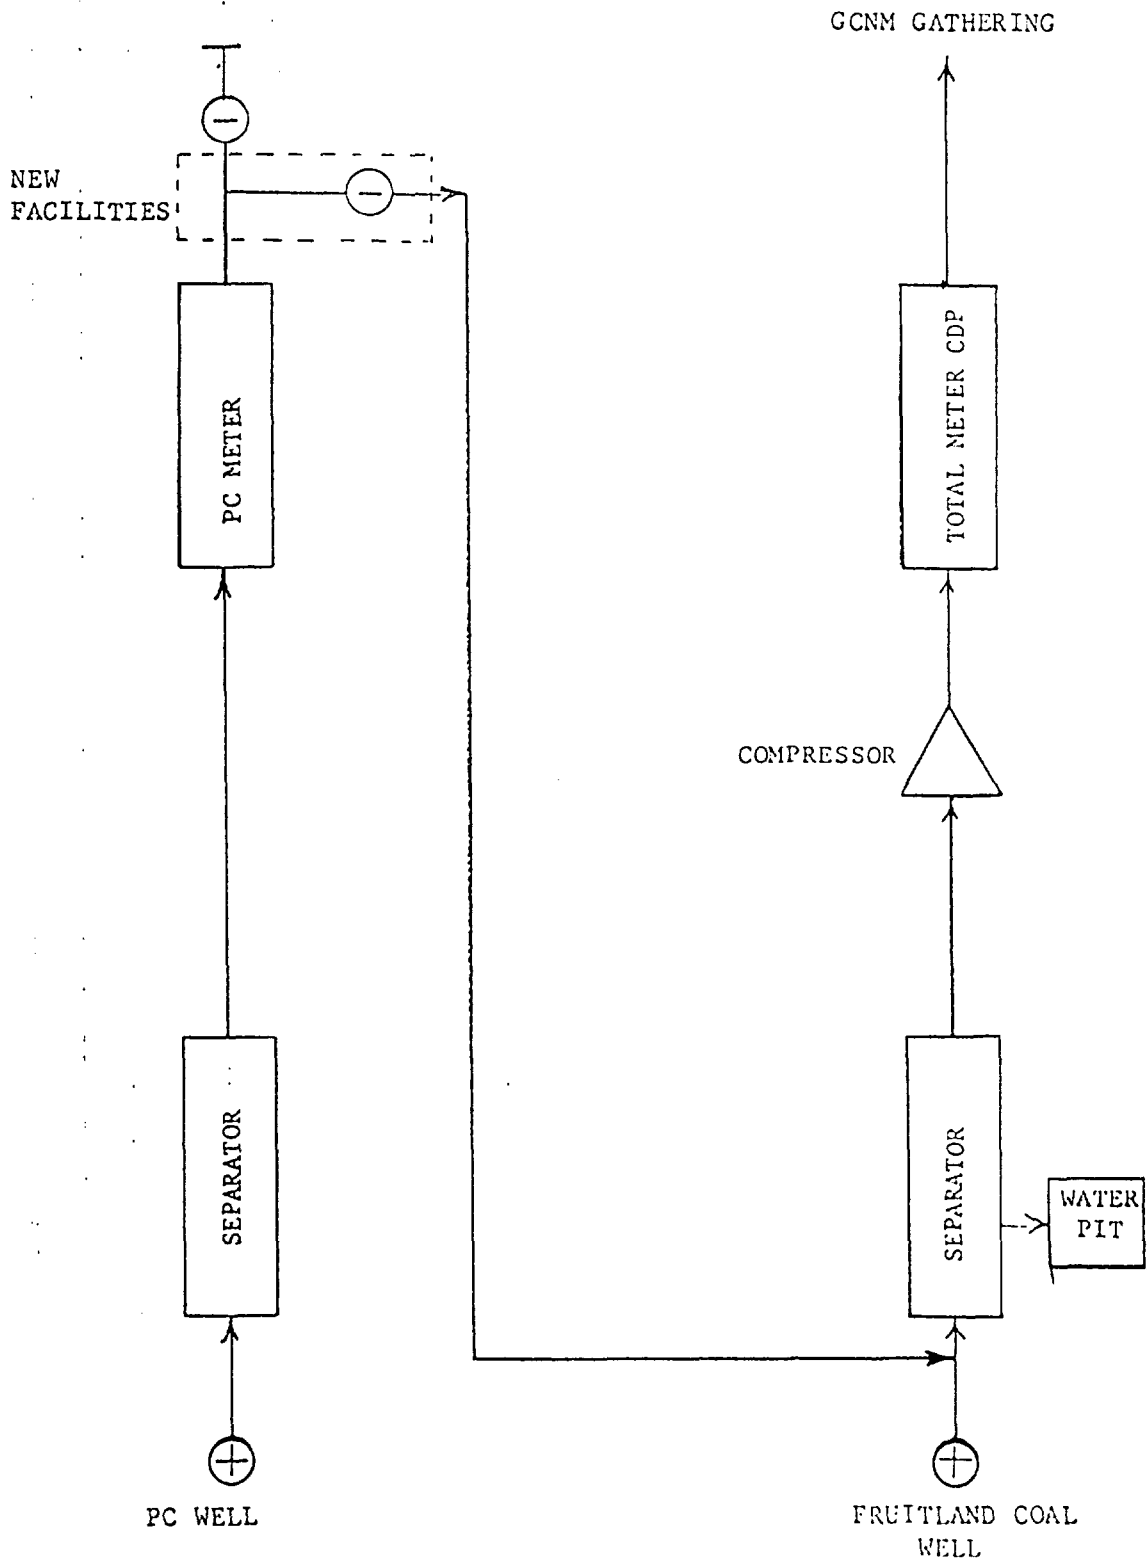 GCNM GATHERING
NEW
FACILITIES
PC METER
TOTAL METER CDP
COMPRESSOR
SEPARATOR
SEPARATOR
WATER
PIT
PC WELL
FRUITLAND COAL
WELL